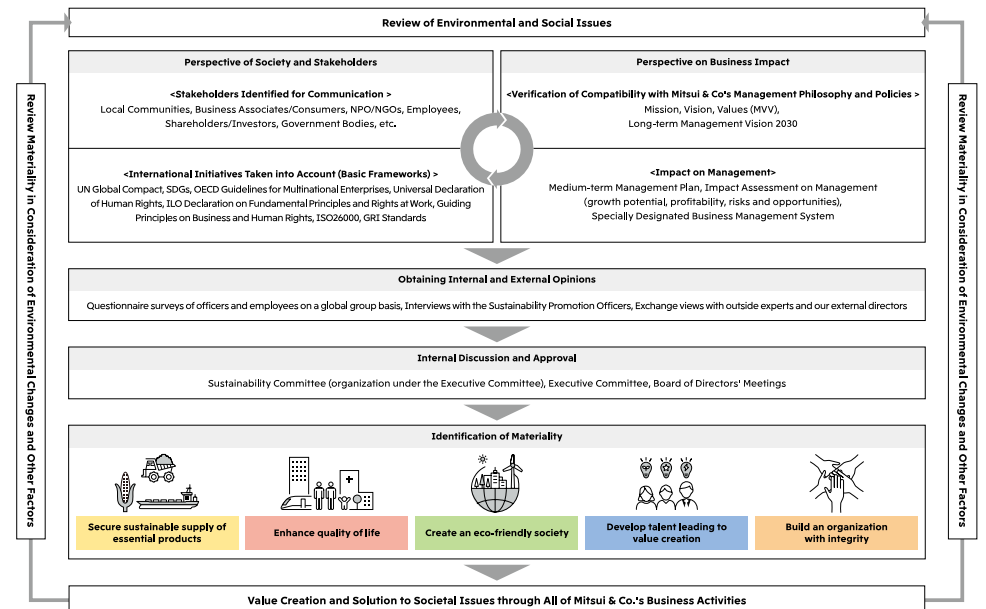 Review of Environmental and Social Issues
Review Materiality in Consideration of Environmental Changes and Other Factors
Perspective of Society and Stakeholders
<Stakeholders Identified for Communication >
Local Communities, Business Associates/Consumers, NPO/NGOs, Employees,
Shareholders/Investors, Government Bodies, etc.
<International Initiatives Taken into Account (Basic Frameworks) >
UN Global Compact, SDGs, OECD Guidelines for Multinational Enterprises, Universal Declaration
of Human Rights, ILO Declaration on Fundamental Principles and Rights at Work, Guiding
Principles on Business and Human Rights, ISO26000, GRI Standards
Perspective on Business Impact
<Verification of Compatibility with Mitsui & Co's Management Philosophy and Policies >
Mission, Vision, Values (MVV),
Long-term Management Vision 2030
<Impact on Management>
Medium-term Management Plan, Impact Assessment on Management
(growth potential, profitability, risks and opportunities),
Specially Designated Business Management System
Review Materiality in Consideration of Environmental Changes and Other Factors
Obtaining Internal and External Opinions
Questionnaire surveys of officers and employees on a global group basis, Interviews with the Sustainability Promotion Officers, Exchange views with outside experts and our external directors
Internal Discussion and Approval
Sustainability Committee (organization under the Executive Committee), Executive Committee, Board of Directors' Meetings
Identification of Materiality
Secure sustainable supply of
essential products
Enhance quality of life
Create an eco-friendly society
Develop talent leading to
value creation
Build an organization
with integrity
Value Creation and Solution to Societal Issues through All of Mitsui & Co.'s Business Activities